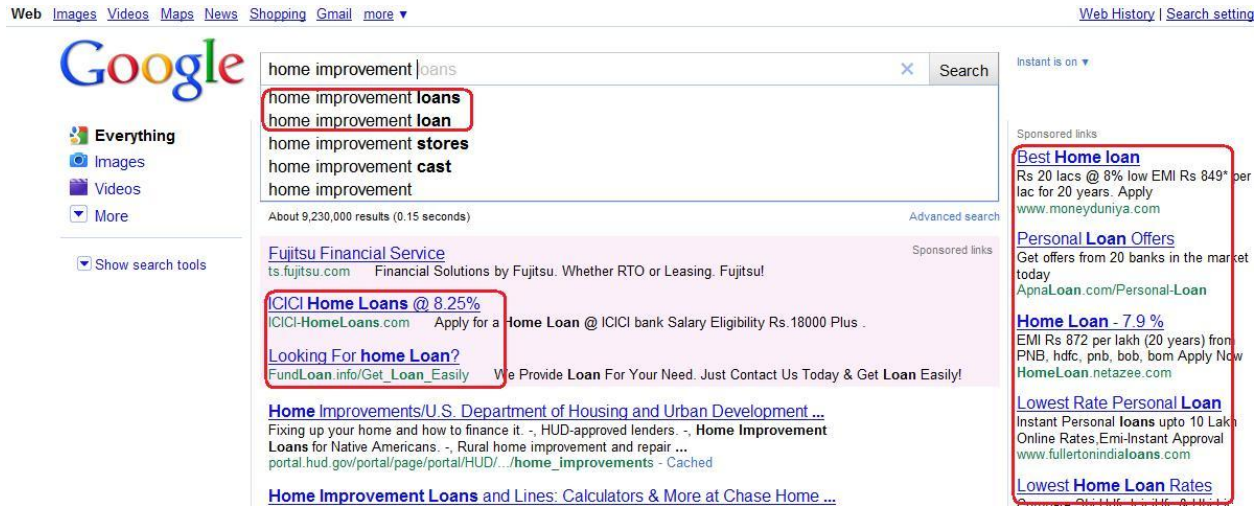 Web Images Videos Maps News Shopping Gmail more ▼
Web History | Search setting
Google
home improvement loans
× Search
Instant is on ▼
home improvement loans
home improvement loan
home improvement stores
home improvement cast
home improvement
Everything
Images
Videos
More
Show search tools
About 9,230,000 results (0.15 seconds)
Advanced search
Fujitsu Financial Service
Sponsored links
ts.fujitsu.com Financial Solutions by Fujitsu. Whether RTO or Leasing. Fujitsu!
ICICI Home Loans @ 8.25%
ICICI-HomeLoans.com Apply for a Home Loan @ ICICI bank Salary Eligibility Rs.18000 Plus .
Looking For home Loan?
FundLoan.info/Get_Loan_Easily We Provide Loan For Your Need. Just Contact Us Today & Get Loan Easily!
Home Improvements/U.S. Department of Housing and Urban Development ...
Fixing up your home and how to finance it. -, HUD-approved lenders. -, Home Improvement
Loans for Native Americans. -, Rural home improvement and repair ...
portal.hud.gov/portal/page/portal/HUD/.../home_improvements - Cached
Home Improvement Loans and Lines: Calculators & More at Chase Home ...
Sponsored links
Best Home loan
Rs 20 lacs @ 8% low EMI Rs 849* per
lac for 20 years. Apply
www.moneyduniya.com
Personal Loan Offers
Get offers from 20 banks in the market
today
ApnaLoan.com/Personal-Loan
Home Loan - 7.9 %
EMI Rs 872 per lakh (20 years) from
PNB, hdfc, pnb, bob, bom Apply Now
HomeLoan.netazee.com
Lowest Rate Personal Loan
Instant Personal loans upto 10 Lakh
Online Rates,Emi-Instant Approval
www.fullertonindialoans.com
Lowest Home Loan Rates